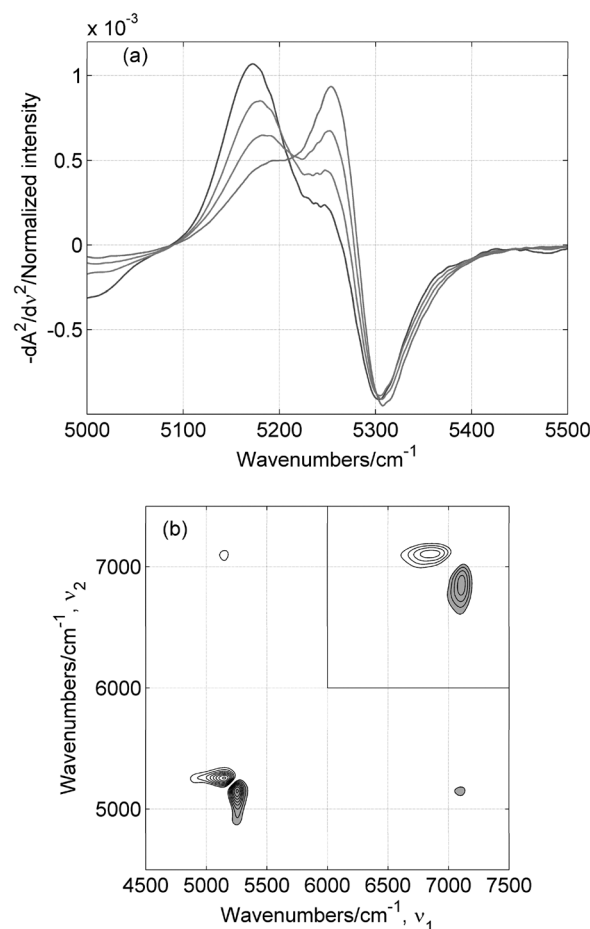 x 10⁻³
(a)
1
0.5
0
-0.5
-dA²/dν²/Normalized intensity
5000 5100 5200 5300 5400 5500
Wavenumbers/cm⁻¹
(b)
7000
6000
5000
Wavenumbers/cm⁻¹, ν₂
4500 5000 5500 6000 6500 7000 7500
Wavenumbers/cm⁻¹, ν₁